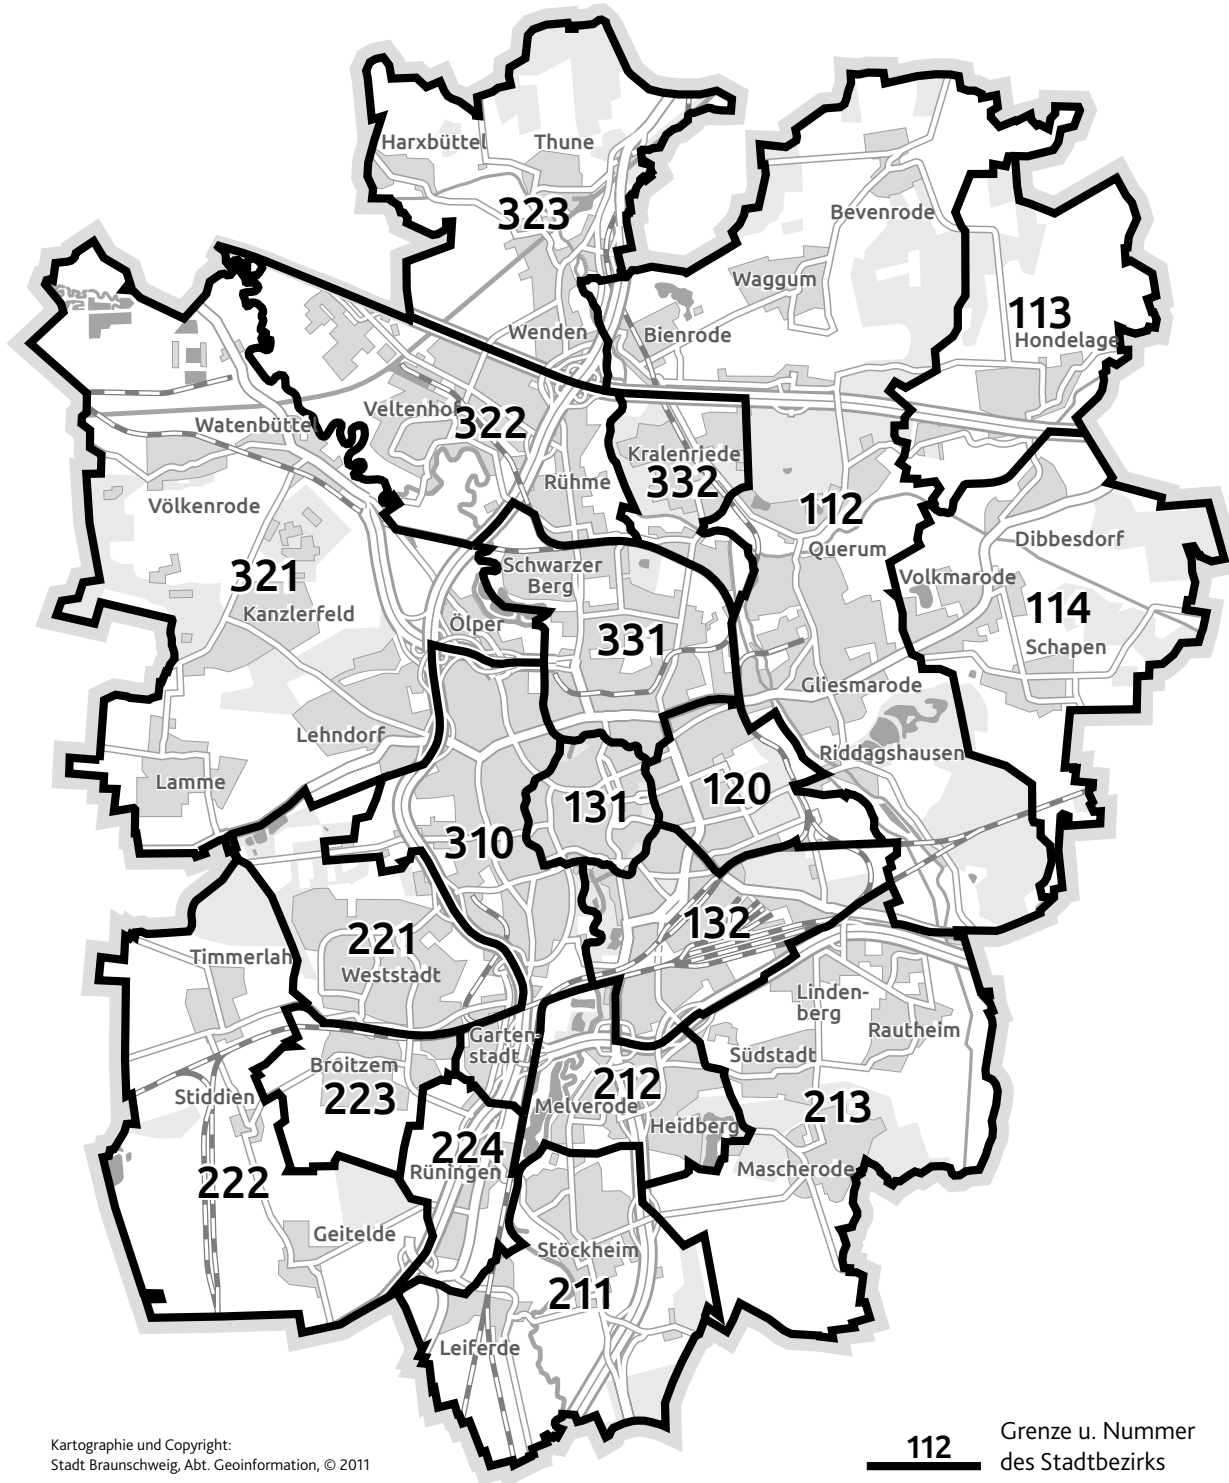 Harxbüttel
Thune
323
Bevenrode
Waggum
113
Wenden
Bienrode
Hondelage
Veltenhof
322
Watenbüttel
Kralenriede
332
Rühme
Völkenrode
112
Dibbesdorf
Querum
Schwarzer
Berg
321
Volkmarode
Kanzlerfeld
114
Ölper
331
Schapen
Gliesmarode
Lehndorf
Riddagshausen
Lamme
120
131
310
132
221
Timmerlah
Weststadt
Linden-
berg
Rautheim
Garten-
stadt
Südstadt
Broitzem
223
212
Stiddien
Melverode
213
Heidberg
224
Mascherode
Rüningen
222
Geitelde
Stöckheim
211
Leiferde
Kartographie und Copyright:
Stadt Braunschweig, Abt. Geoinformation, © 2011
112
Grenze u. Nummer
des Stadtbezirks